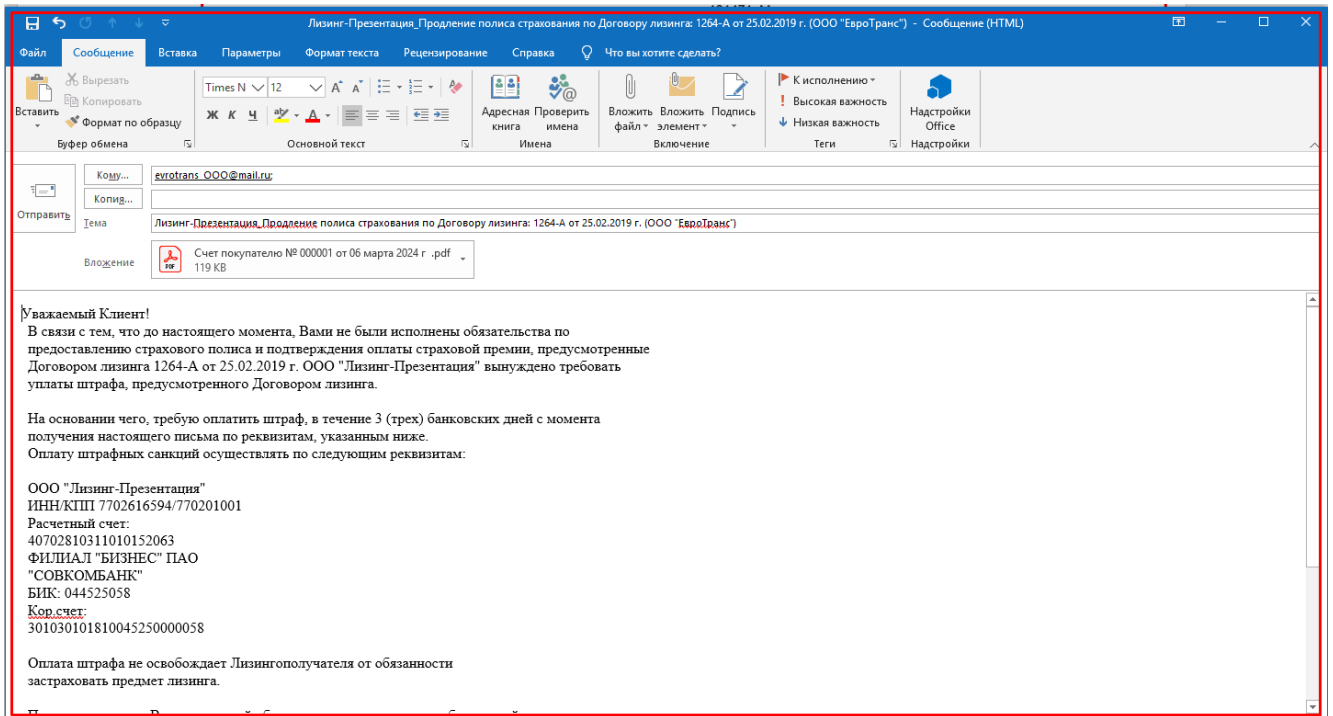 Лизинг-Презентация_Продление полиса страхования по Договору лизинга: 1264-А от 25.02.2019 г. (ООО "ЕвроТранс") - Сообщение (HTML)
Файл Сообщение Вставка Параметры Формат текста Рецензирование Справка Что вы хотите сделать?
Вставить
Вырезать
Копировать
Формат по образцу
Буфер обмена
Times N 12
Ж К Ч
Основной текст
Адресная книга
Проверить имена
Имена
Вложить файл
Вложить элемент
Подпись
Включение
К исполнению
Высокая важность
Низкая важность
Теги
Надстройки Office
Надстройки
Отправить
Кому... evrotrans_OOO@mail.ru;
Копия...
Тема Лизинг-Презентация_Продление полиса страхования по Договору лизинга: 1264-А от 25.02.2019 г. (ООО "ЕвроТранс")
Вложение
PDF
Счет покупателю № 000001 от 06 марта 2024 г .pdf
119 KB
Уважаемый Клиент!
В связи с тем, что до настоящего момента, Вами не были исполнены обязательства по
предоставлению страхового полиса и подтверждения оплаты страховой премии, предусмотренные
Договором лизинга 1264-А от 25.02.2019 г. ООО "Лизинг-Презентация" вынуждено требовать
уплаты штрафа, предусмотренного Договором лизинга.
На основании чего, требую оплатить штраф, в течение 3 (трех) банковских дней с момента
получения настоящего письма по реквизитам, указанным ниже.
Оплату штрафных санкций осуществлять по следующим реквизитам:
ООО "Лизинг-Презентация"
ИНН/КПП 7702616594/770201001
Расчетный счет:
40702810311010152063
ФИЛИАЛ "БИЗНЕС" ПАО
"СОВКОМБАНК"
БИК: 044525058
Кор.счет:
301030101810045250000058
Оплата штрафа не освобождает Лизингополучателя от обязанности
застраховать предмет лизинга.